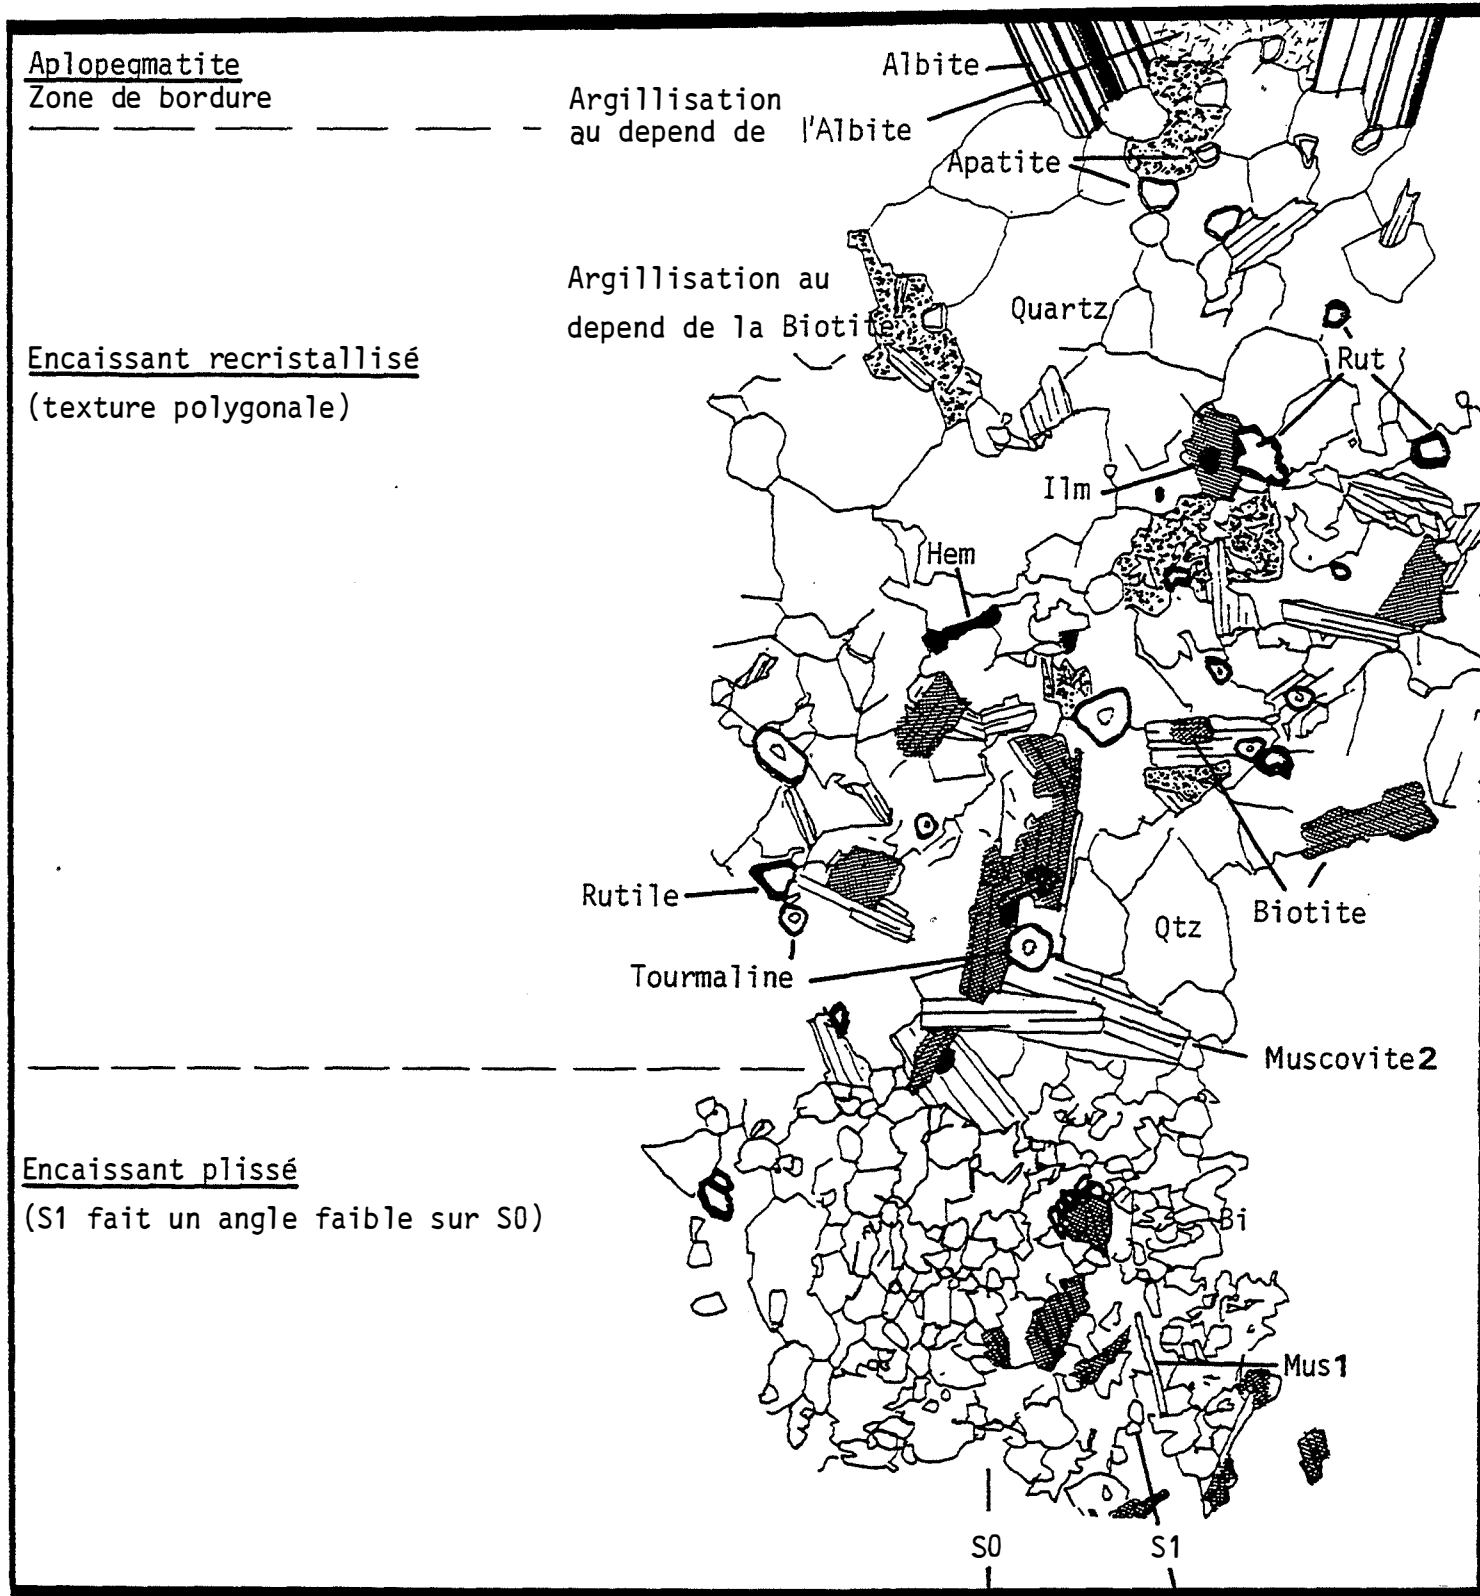 Aplopegmatite
Zone de bordure
Albite
Argillisation
au depend de l'Albite
Apatite
Argillisation au
depend de la Biotite
Quartz
Encaissant recristallisé
(texture polygonale)
Rut
Ilm
Hem
Rutile
Biotite
Qtz
Tourmaline
Muscovite2
Encaissant plissé
(S1 fait un angle faible sur S0)
Bi
Mus1
S0
S1